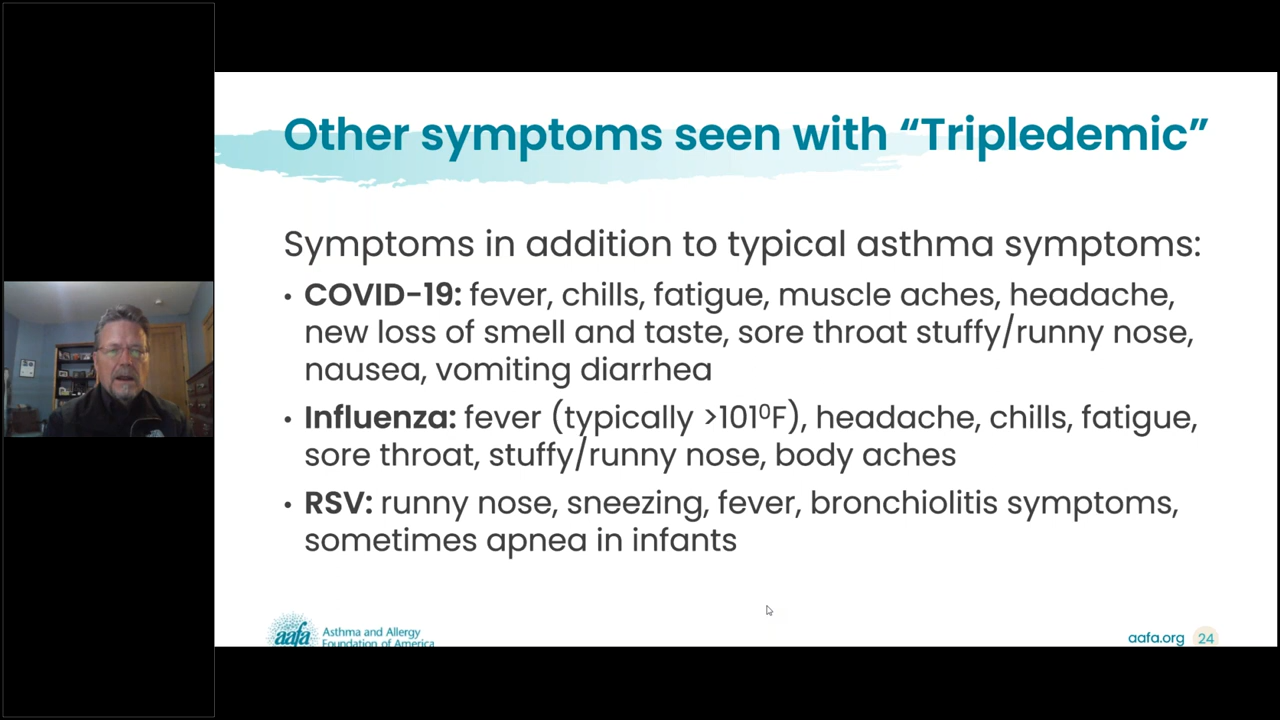 Other symptoms seen with “Tripledemic”
Symptoms in addition to typical asthma symptoms:
• COVID-19: fever, chills, fatigue, muscle aches, headache,
new loss of smell and taste, sore throat stuffy/runny nose,
nausea, vomiting diarrhea
• Influenza: fever (typically >101⁰F), headache, chills, fatigue,
sore throat, stuffy/runny nose, body aches
• RSV: runny nose, sneezing, fever, bronchiolitis symptoms,
sometimes apnea in infants
aafa
Asthma and Allergy
Foundation of America
aafa.org 24